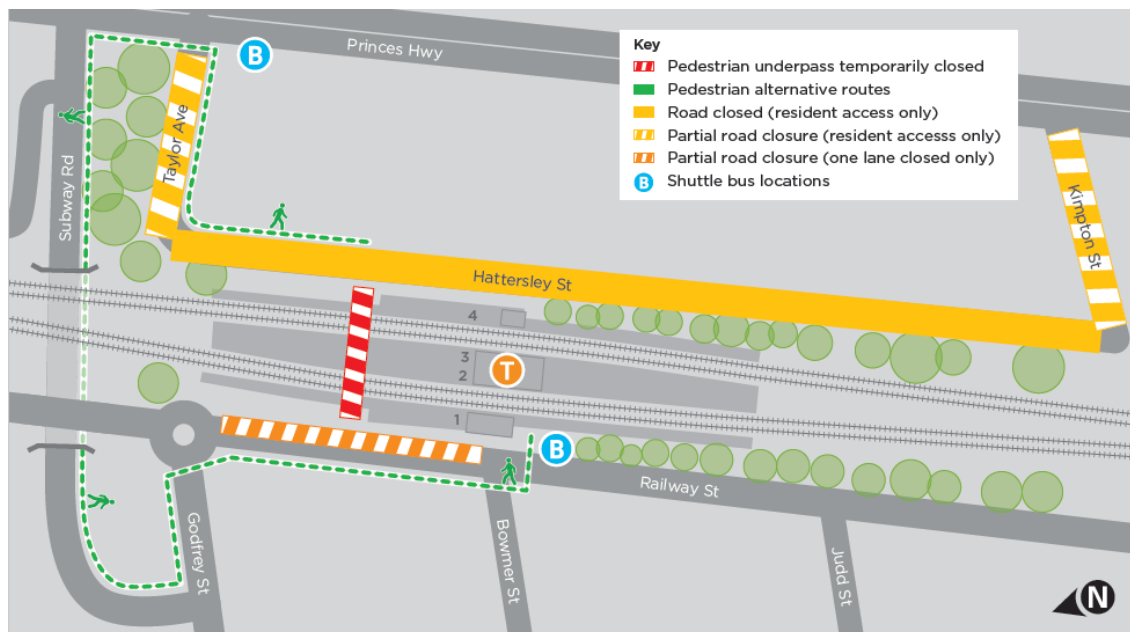 Princes Hwy
B
Key
Pedestrian underpass temporarily closed
Pedestrian alternative routes
Road closed (resident access only)
Partial road closure (resident accesss only)
Partial road closure (one lane closed only)
B Shuttle bus locations
Taylor Ave
Subway Rd
Kimpton St
Hattersley St
4
3
2
T
1
B
Railway St
Godfrey St
Bowmer St
Judd St
N